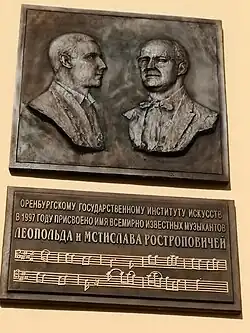 ОРЕНБУРГСКОМУ ГОСУДАРСТВЕННОМУ ИНСТИТУТУ ИСКУССТВ
В 1997 ГОДУ ПРИСВОЕНО ИМЯ ВСЕМИРНО ИЗВЕСТНЫХ МУЗЫКАНТОВ
ЛЕОПОЛЬДА и МСТИСЛАВА РОСТРОПОВИЧЕЙ